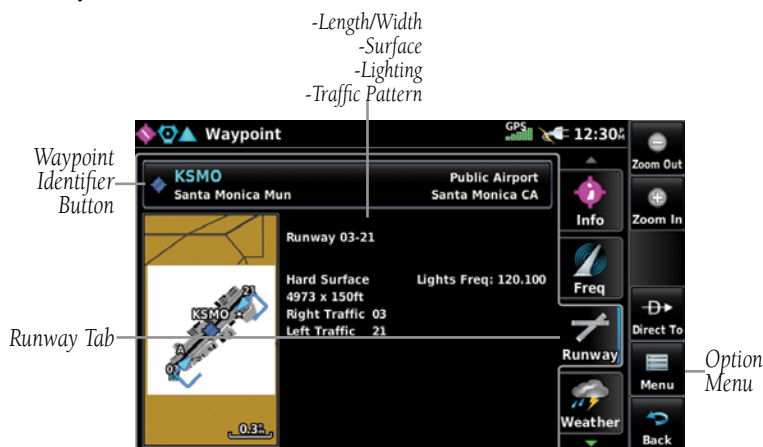 -Length/Width
-Surface
-Lighting
-Traffic Pattern
Waypoint
GPS
12:30
Waypoint
Identifier
Button
KSMO
Public Airport
Santa Monica Mun
Santa Monica CA
Zoom Out
Info
Zoom In
Runway 03-21
Hard Surface
Lights Freq: 120.100
4973 x 150ft
Right Traffic 03
Left Traffic 21
Freq
21
KSMO
A
Direct To
Runway Tab
Runway
Menu
Option
Menu
Weather
0.3
Back